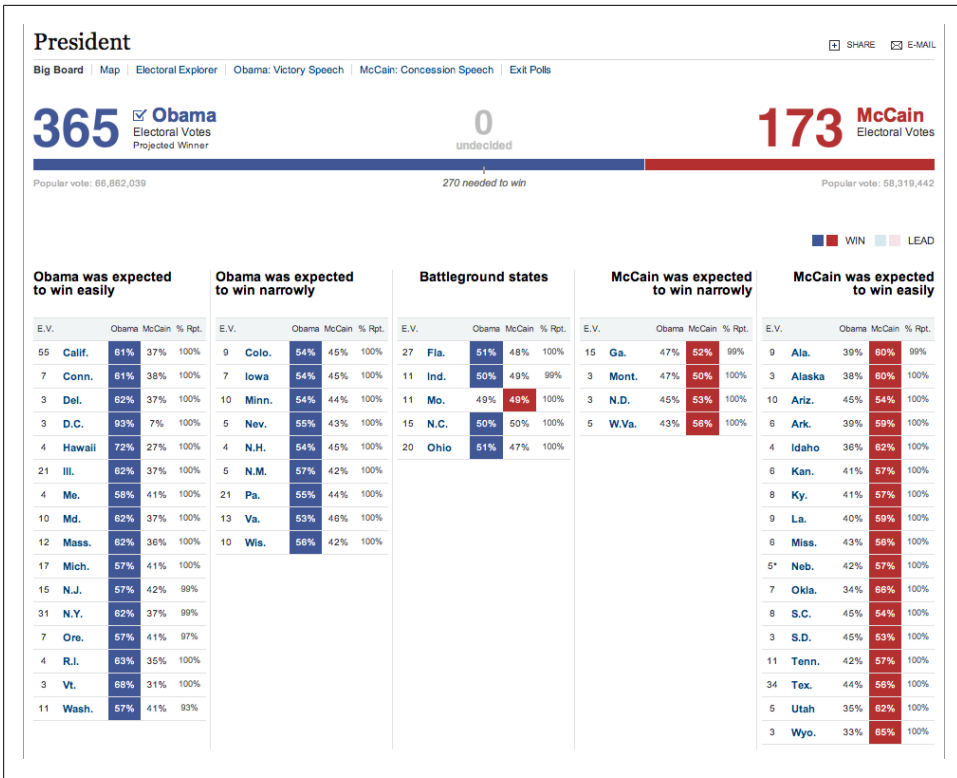 President
SHARE E-MAIL
Big Board Map Electoral Explorer Obama: Victory Speech McCain: Concession Speech Exit Polls
365 Obama
Electoral Votes
Projected Winner
0
undecided
173 McCain
Electoral Votes
Popular vote: 66,862,039
270 needed to win
Popular vote: 58,319,442
WIN LEAD
Obama was expected
to win easily
E.V. Obama McCain % Rpt.
55 Calif. 61% 37% 100%
7 Conn. 61% 38% 100%
3 Del. 62% 37% 100%
3 D.C. 93% 7% 100%
4 Hawaii 72% 27% 100%
21 Ill. 62% 37% 100%
4 Me. 58% 41% 100%
10 Md. 62% 37% 100%
12 Mass. 62% 36% 100%
17 Mich. 57% 41% 100%
15 N.J. 57% 42% 99%
31 N.Y. 62% 37% 99%
7 Ore. 57% 41% 97%
4 R.I. 63% 35% 100%
3 Vt. 68% 31% 100%
11 Wash. 57% 41% 93%
Obama was expected
to win narrowly
E.V. Obama McCain % Rpt.
9 Colo. 54% 45% 100%
7 Iowa 54% 45% 100%
10 Minn. 54% 44% 100%
5 Nev. 55% 43% 100%
4 N.H. 54% 45% 100%
5 N.M. 57% 42% 100%
21 Pa. 55% 44% 100%
13 Va. 53% 46% 100%
10 Wis. 56% 42% 100%
Battleground states
E.V. Obama McCain % Rpt.
27 Fla. 51% 48% 100%
11 Ind. 50% 49% 99%
11 Mo. 49% 49% 100%
15 N.C. 50% 50% 100%
20 Ohio 51% 47% 100%
McCain was expected
to win narrowly
E.V. Obama McCain % Rpt.
15 Ga. 47% 52% 99%
3 Mont. 47% 50% 100%
3 N.D. 45% 53% 100%
5 W.Va. 43% 56% 100%
McCain was expected
to win easily
E.V. Obama McCain % Rpt.
9 Ala. 39% 60% 99%
3 Alaska 38% 60% 100%
10 Ariz. 45% 54% 100%
6 Ark. 39% 59% 100%
4 Idaho 36% 62% 100%
6 Kan. 41% 57% 100%
8 Ky. 41% 57% 100%
9 La. 40% 59% 100%
6 Miss. 43% 56% 100%
5* Neb. 42% 57% 100%
7 Okla. 34% 66% 100%
8 S.C. 45% 54% 100%
3 S.D. 45% 53% 100%
11 Tenn. 42% 57% 100%
34 Tex. 44% 56% 100%
5 Utah 35% 62% 100%
3 Wyo. 33% 65% 100%